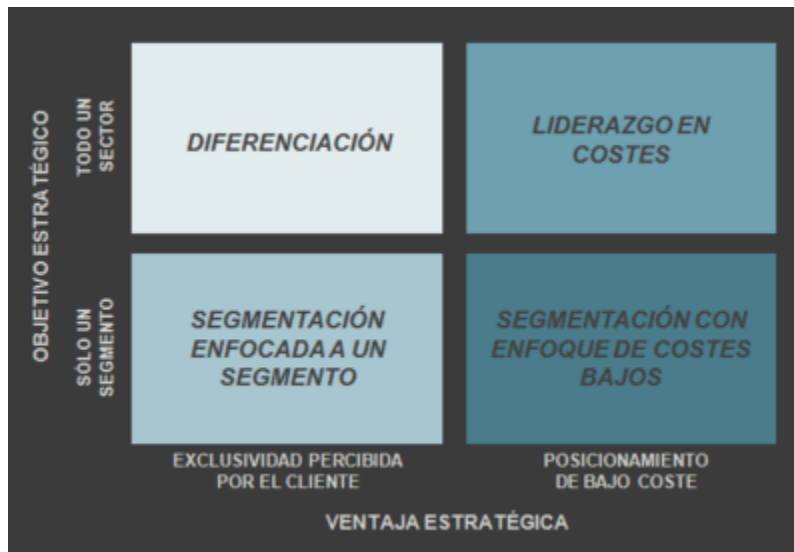 OBJETIVO ESTRATÉGICO
TODO UN
SECTOR
DIFERENCIACIÓN
LIDERAZGO EN
COSTES
SÓLO UN
SEGMENTO
SEGMENTACIÓN
ENFOCADA A UN
SEGMENTO
SEGMENTACIÓN CON
ENFOQUE DE COSTES
BAJOS
EXCLUSIVIDAD PERCIBIDA
POR EL CLIENTE
POSICIONAMIENTO
DE BAJO COSTE
VENTAJA ESTRATÉGICA